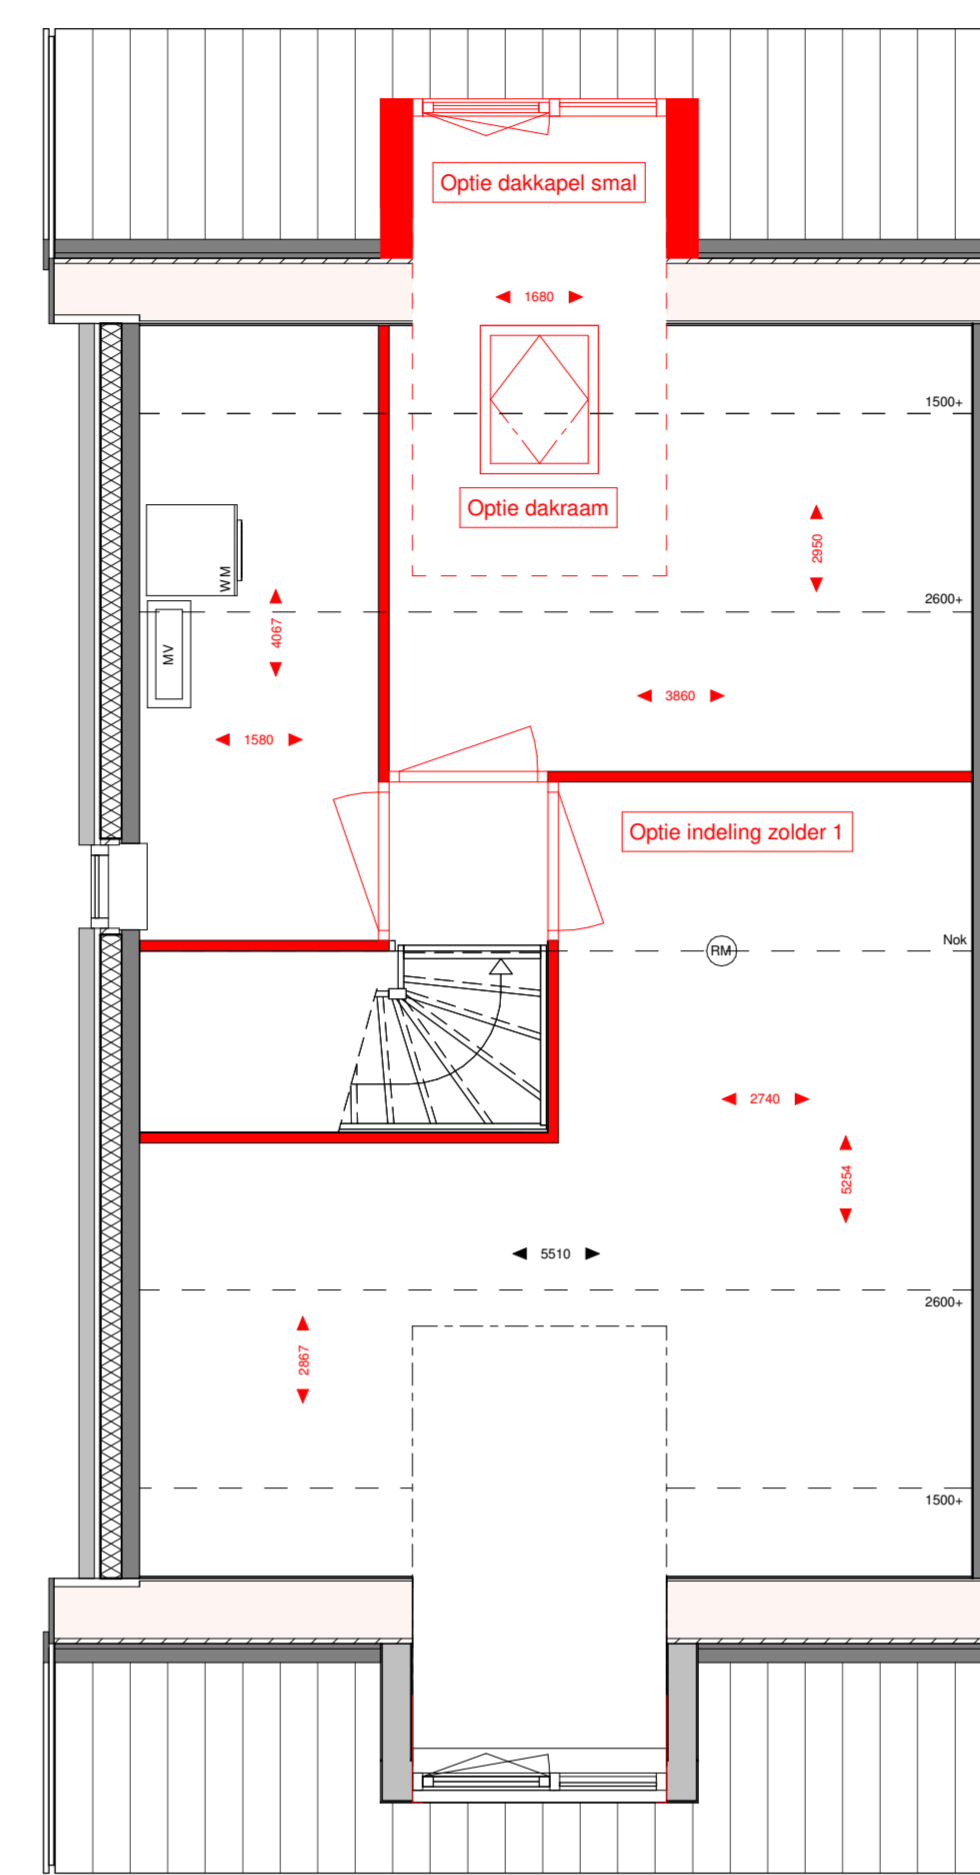 Optie dakkapel smal
1680
1500+
Optie dakraam
2950
WM
2600+
4067
MV
3860
1580
Optie indeling zolder 1
Nok
RM
2740
5254
5510
2600+
2867
1500+